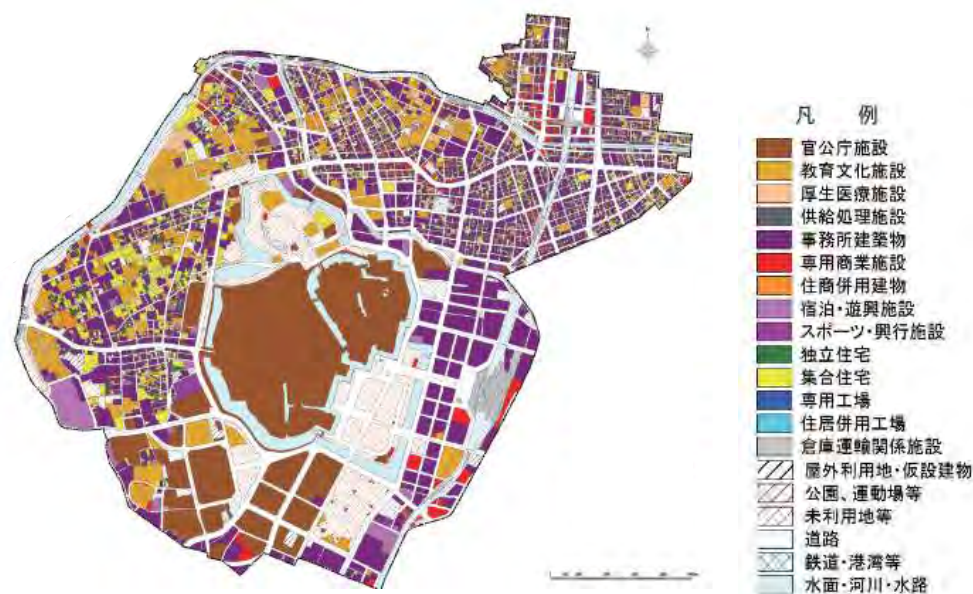 凡　例
官公庁施設
教育文化施設
厚生医療施設
供給処理施設
事務所建築物
専用商業施設
住商併用建物
宿泊・遊興施設
スポーツ・興行施設
独立住宅
集合住宅
専用工場
住居併用工場
倉庫運輸関係施設
屋外利用地・仮設建物
公園、運動場等
未利用地等
道路
鉄道・港湾等
水面・河川・水路